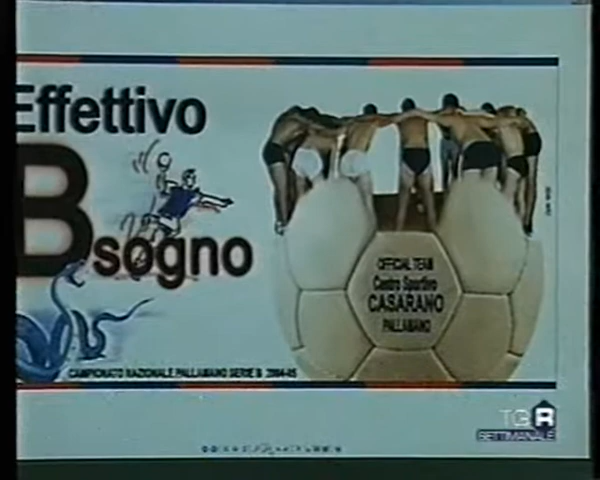 Effettivo
B
sogno
OFFICIAL TEAM
Centro Sportivo
CASARANO
PALLAMANO
CAMPIONATO NAZIONALE PALLAMANO SERIE B 2004-05
TGR
SETTIMANALE